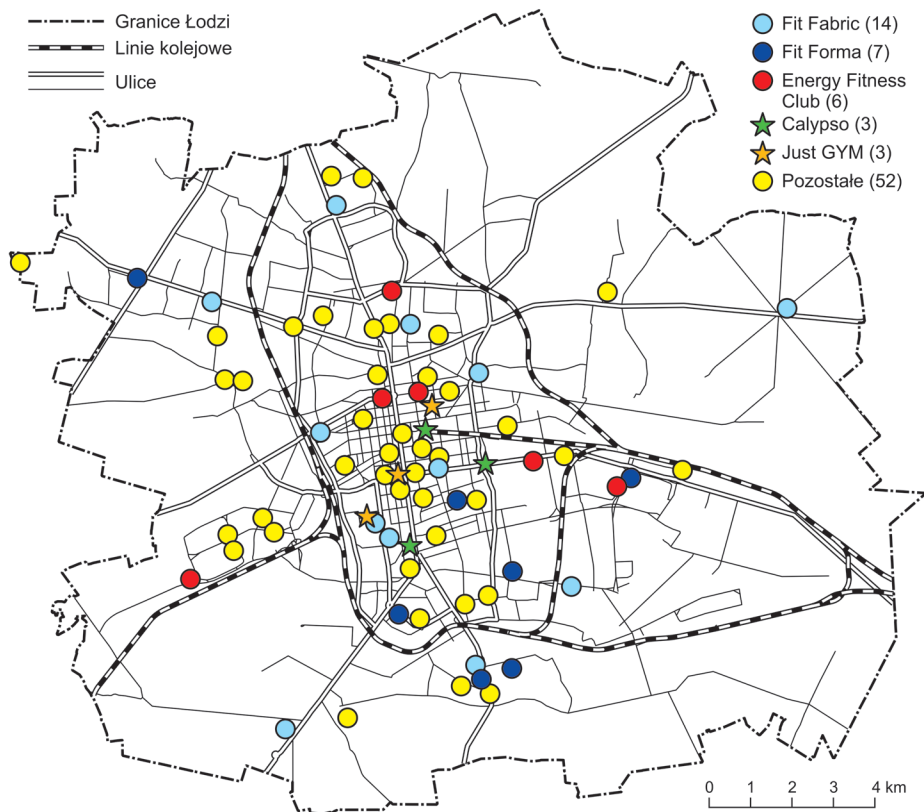 Granice Łodzi
Linie kolejowe
Ulice
Fit Fabric (14)
Fit Forma (7)
Energy Fitness
Club (6)
Calypso (3)
Just GYM (3)
Pozostałe (52)
0 1 2 3 4 km